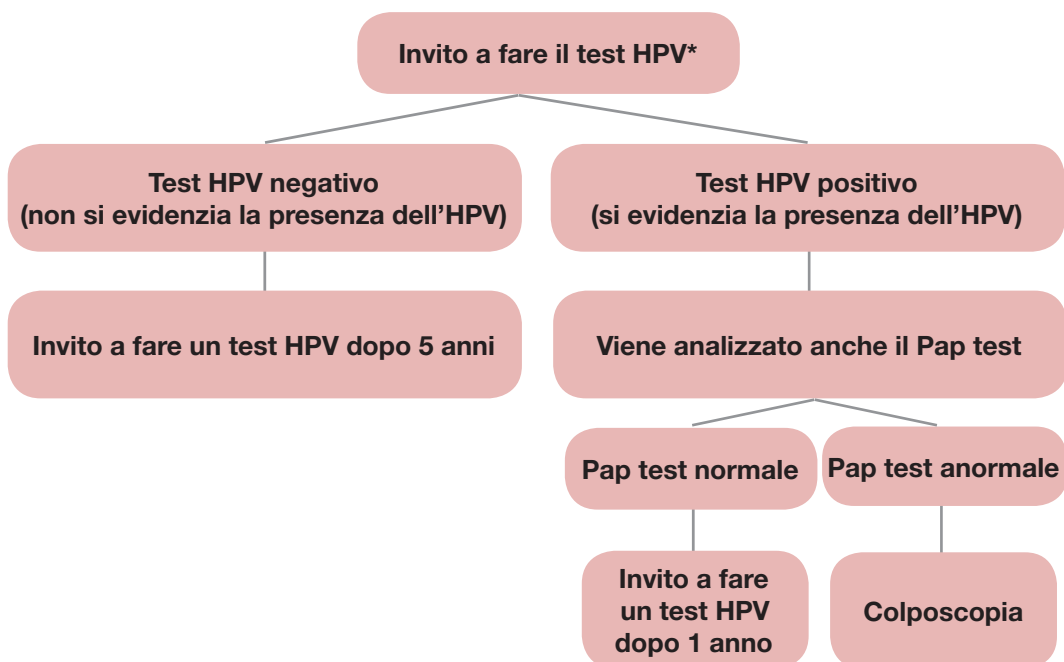 Invito a fare il test HPV*
Test HPV negativo
(non si evidenzia la presenza dell'HPV)
Test HPV positivo
(si evidenzia la presenza dell'HPV)
Invito a fare un test HPV dopo 5 anni
Viene analizzato anche il Pap test
Pap test normale
Pap test anormale
Invito a fare
un test HPV
dopo 1 anno
Colposcopia